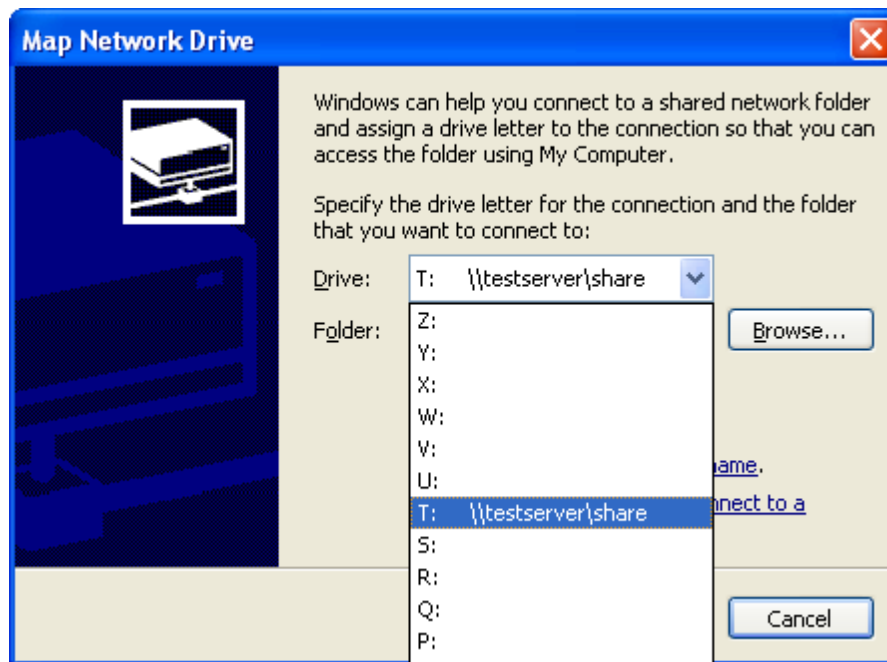 Map Network Drive
Windows can help you connect to a shared network folder
and assign a drive letter to the connection so that you can
access the folder using My Computer.
Specify the drive letter for the connection and the folder
that you want to connect to:
Drive: T: \\testserver\share
Folder: Browse...
Z:
Y:
X:
W:
V:
U:
T: \\testserver\share
S:
R:
Q:
P:
connect to a
Cancel